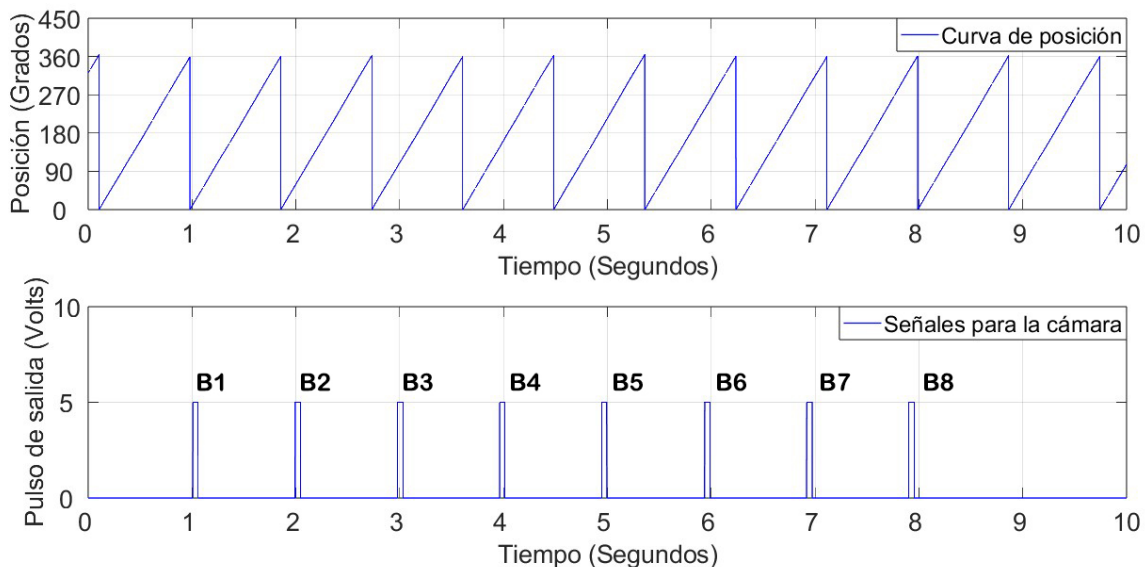 450
360
270
180
90
0
Posición (Grados)
Curva de posición
0 1 2 3 4 5 6 7 8 9 10
Tiempo (Segundos)
10
5
0
Pulso de salida (Volts)
Señales para la cámara
B1 B2 B3 B4 B5 B6 B7 B8
0 1 2 3 4 5 6 7 8 9 10
Tiempo (Segundos)